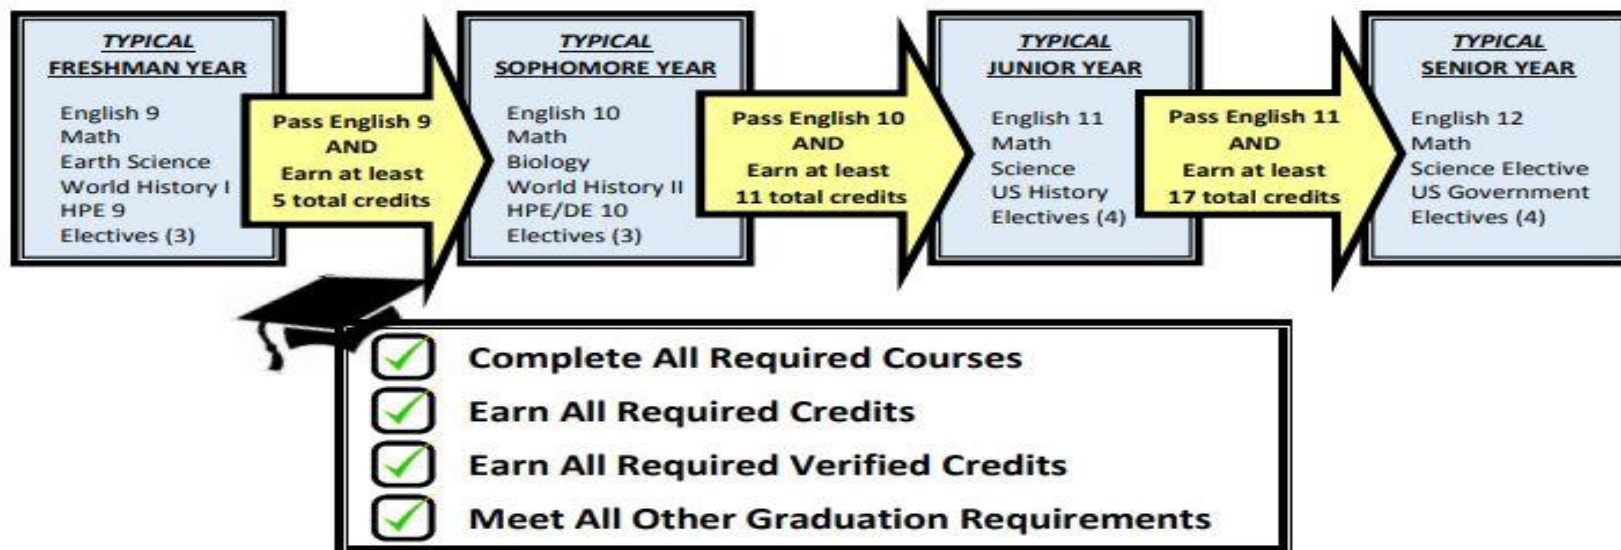 TYPICAL
FRESHMAN YEAR
English 9
Math
Earth Science
World History I
HPE 9
Electives (3)
Pass English 9
AND
Earn at least
5 total credits
TYPICAL
SOPHOMORE YEAR
English 10
Math
Biology
World History II
HPE/DE 10
Electives (3)
Pass English 10
AND
Earn at least
11 total credits
TYPICAL
JUNIOR YEAR
English 11
Math
Science
US History
Electives (4)
Pass English 11
AND
Earn at least
17 total credits
TYPICAL
SENIOR YEAR
English 12
Math
Science Elective
US Government
Electives (4)
Complete All Required Courses
Earn All Required Credits
Earn All Required Verified Credits
Meet All Other Graduation Requirements